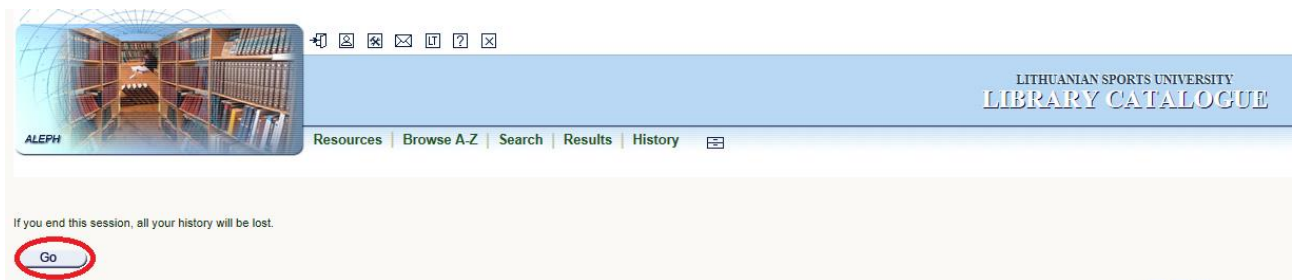 LT ?
LITHUANIAN SPORTS UNIVERSITY
LIBRARY CATALOGUE
ALEPH
Resources | Browse A-Z | Search | Results | History
If you end this session, all your history will be lost.
Go